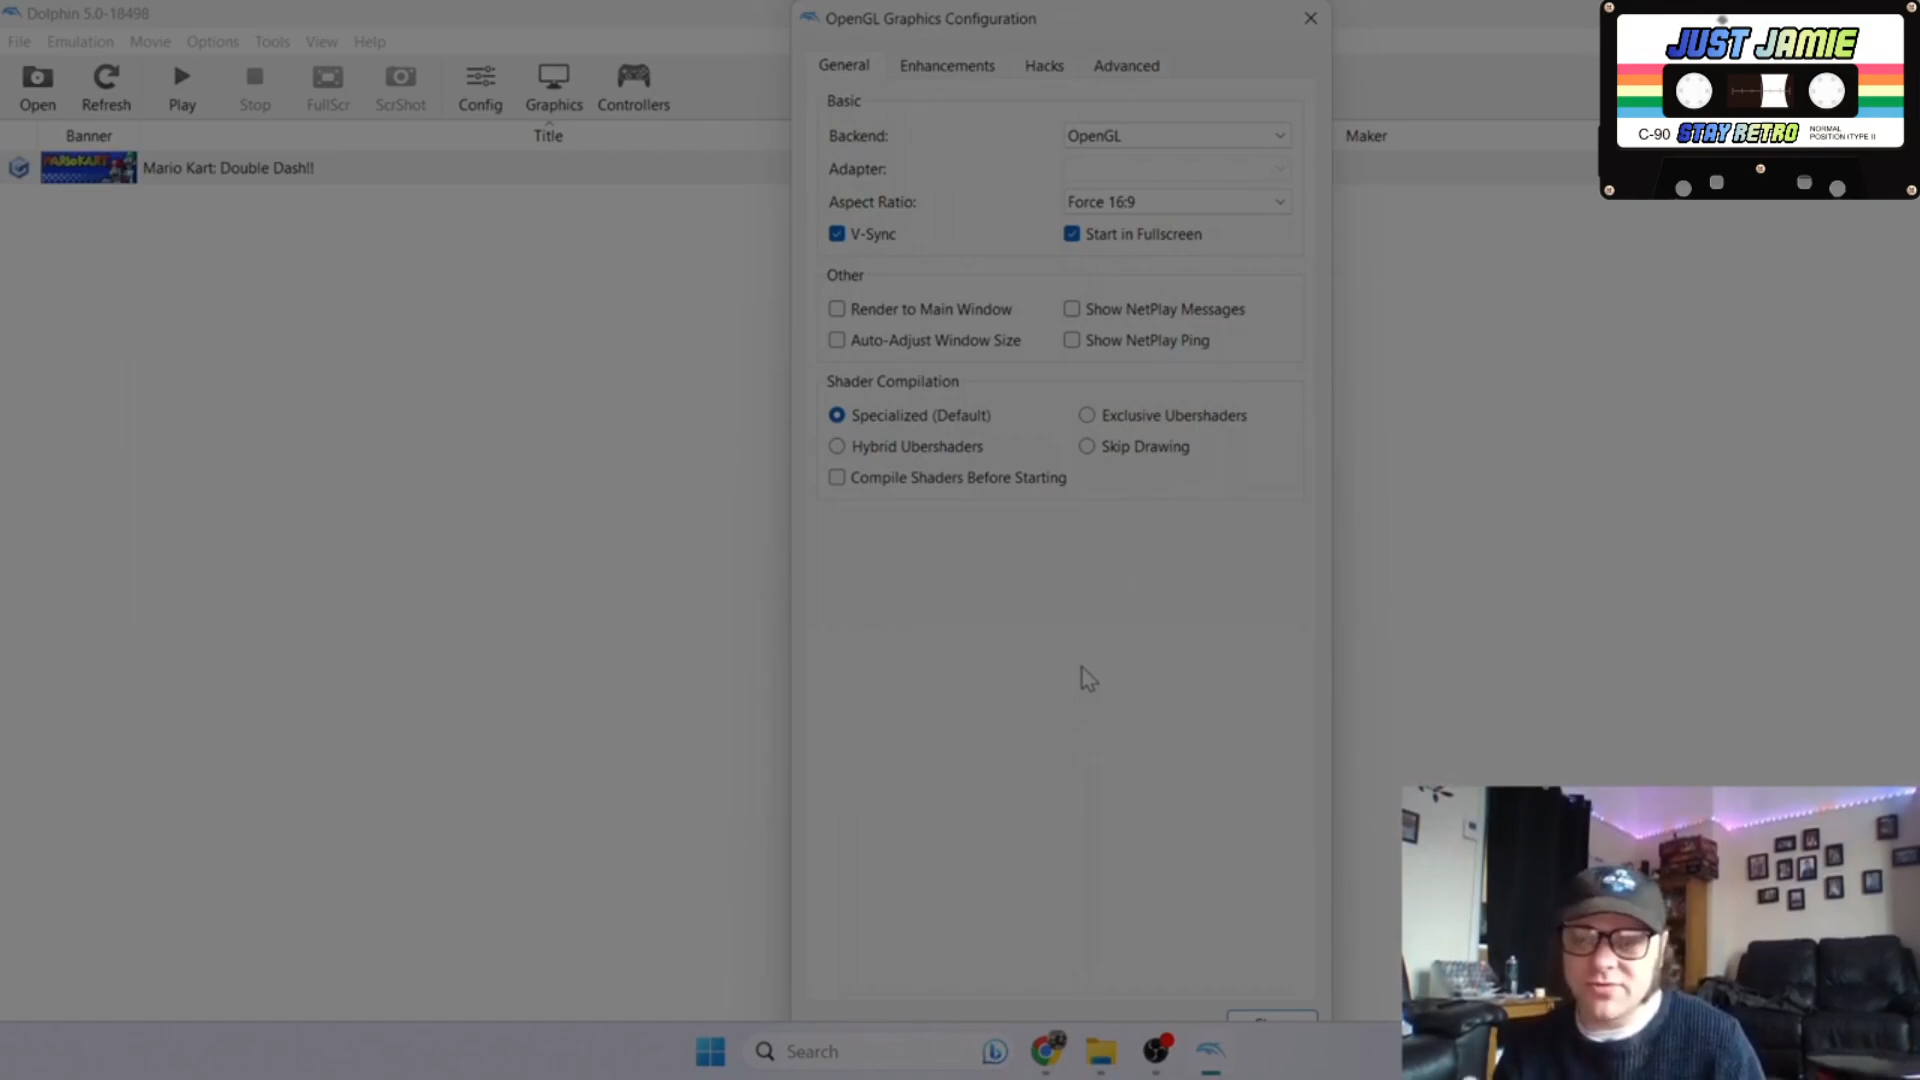 Dolphin 5.0-18498
File Emulation Movie Options Tools View Help
Open Refresh Play Stop FullScr ScrShot Config Graphics Controllers
Banner Title Maker
MARIOKART Mario Kart: Double Dash!!
OpenGL Graphics Configuration
General Enhancements Hacks Advanced
Basic
Backend: OpenGL
Adapter:
Aspect Ratio: Force 16:9
V-Sync Start in Fullscreen
Other
Render to Main Window Show NetPlay Messages
Auto-Adjust Window Size Show NetPlay Ping
Shader Compilation
Specialized (Default) Exclusive Ubershaders
Hybrid Ubershaders Skip Drawing
Compile Shaders Before Starting
JUST JAMIE
C-90 STAY RETRO NORMAL
POSITION (TYPE II
Search